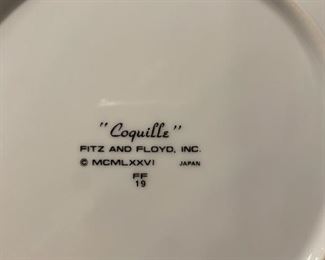 "Coquille"
FITZ AND FLOYD, INC.
© MCMLXXVI JAPAN
FF
19